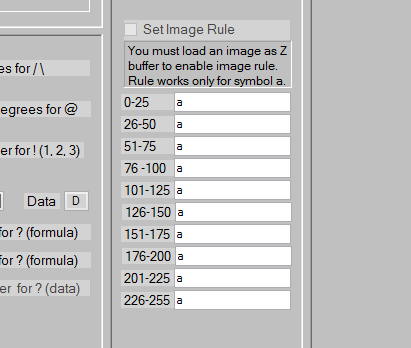 Set Image Rule
You must load an image as Z
buffer to enable image rule.
Rule works only for symbol a.
es for / \
0-25 a
egrees for @
26-50 a
51-75 a
er for ! (1, 2, 3)
76 -100 a
101-125 a
Data D
126-150 a
151-175 a
for ? (formula)
176-200 a
for ? (formula)
201-225 a
er for ? (data)
226-255 a